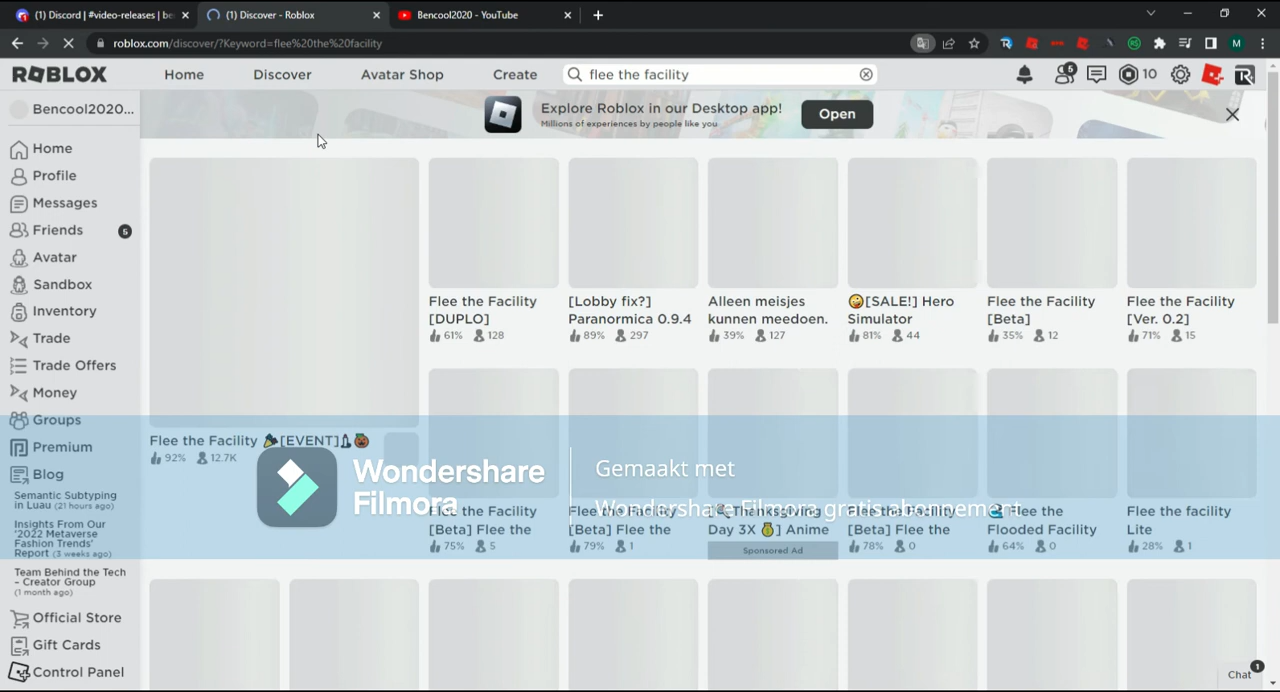 (1) Discord | #video-releases | be
(1) Discover - Roblox
Bencool2020 - YouTube
roblox.com/discover/?Keyword=flee%20the%20facility
M
ROBLOX
Home
Discover
Avatar Shop
Create
flee the facility
5
10
Bencool2020...
Explore Roblox in our Desktop app!
Millions of experiences by people like you
Open
Home
Profile
Messages
Friends
5
Avatar
Sandbox
Inventory
Trade
Trade Offers
Money
Groups
Premium
Blog
Semantic Subtyping
in Luau (21 hours ago)
Insights From Our
'2022 Metaverse
Fashion Trends'
Report (3 weeks ago)
Team Behind the Tech
- Creator Group
(1 month ago)
Official Store
Gift Cards
Control Panel
Flee the Facility [EVENT]
92% 12.7K
Flee the Facility
[DUPLO]
61% 128
[Lobby fix?]
Paranormica 0.9.4
89% 297
Alleen meisjes
kunnen meedoen.
39% 127
[SALE!] Hero
Simulator
81% 44
Flee the Facility
[Beta]
35% 12
Flee the Facility
[Ver. 0.2]
71% 15
Wondershare
Filmora
Gemaakt met
Wondershare Filmora gratis abonnement
Flee the Facility
[Beta] Flee the
75% 5
Flee the Facility
[Beta] Flee the
79% 1
Thanksgiving
Day 3X 💰] Anime
Sponsored Ad
Flee the Facility
[Beta] Flee the
78% 0
Flee the
Flooded Facility
64% 0
Flee the facility
Lite
28% 1
Chat
1